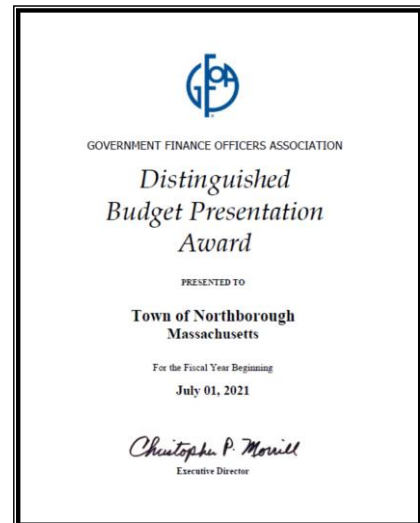 GFOA
GOVERNMENT FINANCE OFFICERS ASSOCIATION
Distinguished
Budget Presentation
Award
PRESENTED TO
Town of Northborough
Massachusetts
For the Fiscal Year Beginning
July 01, 2021
Christopher P. Morrill
Executive Director